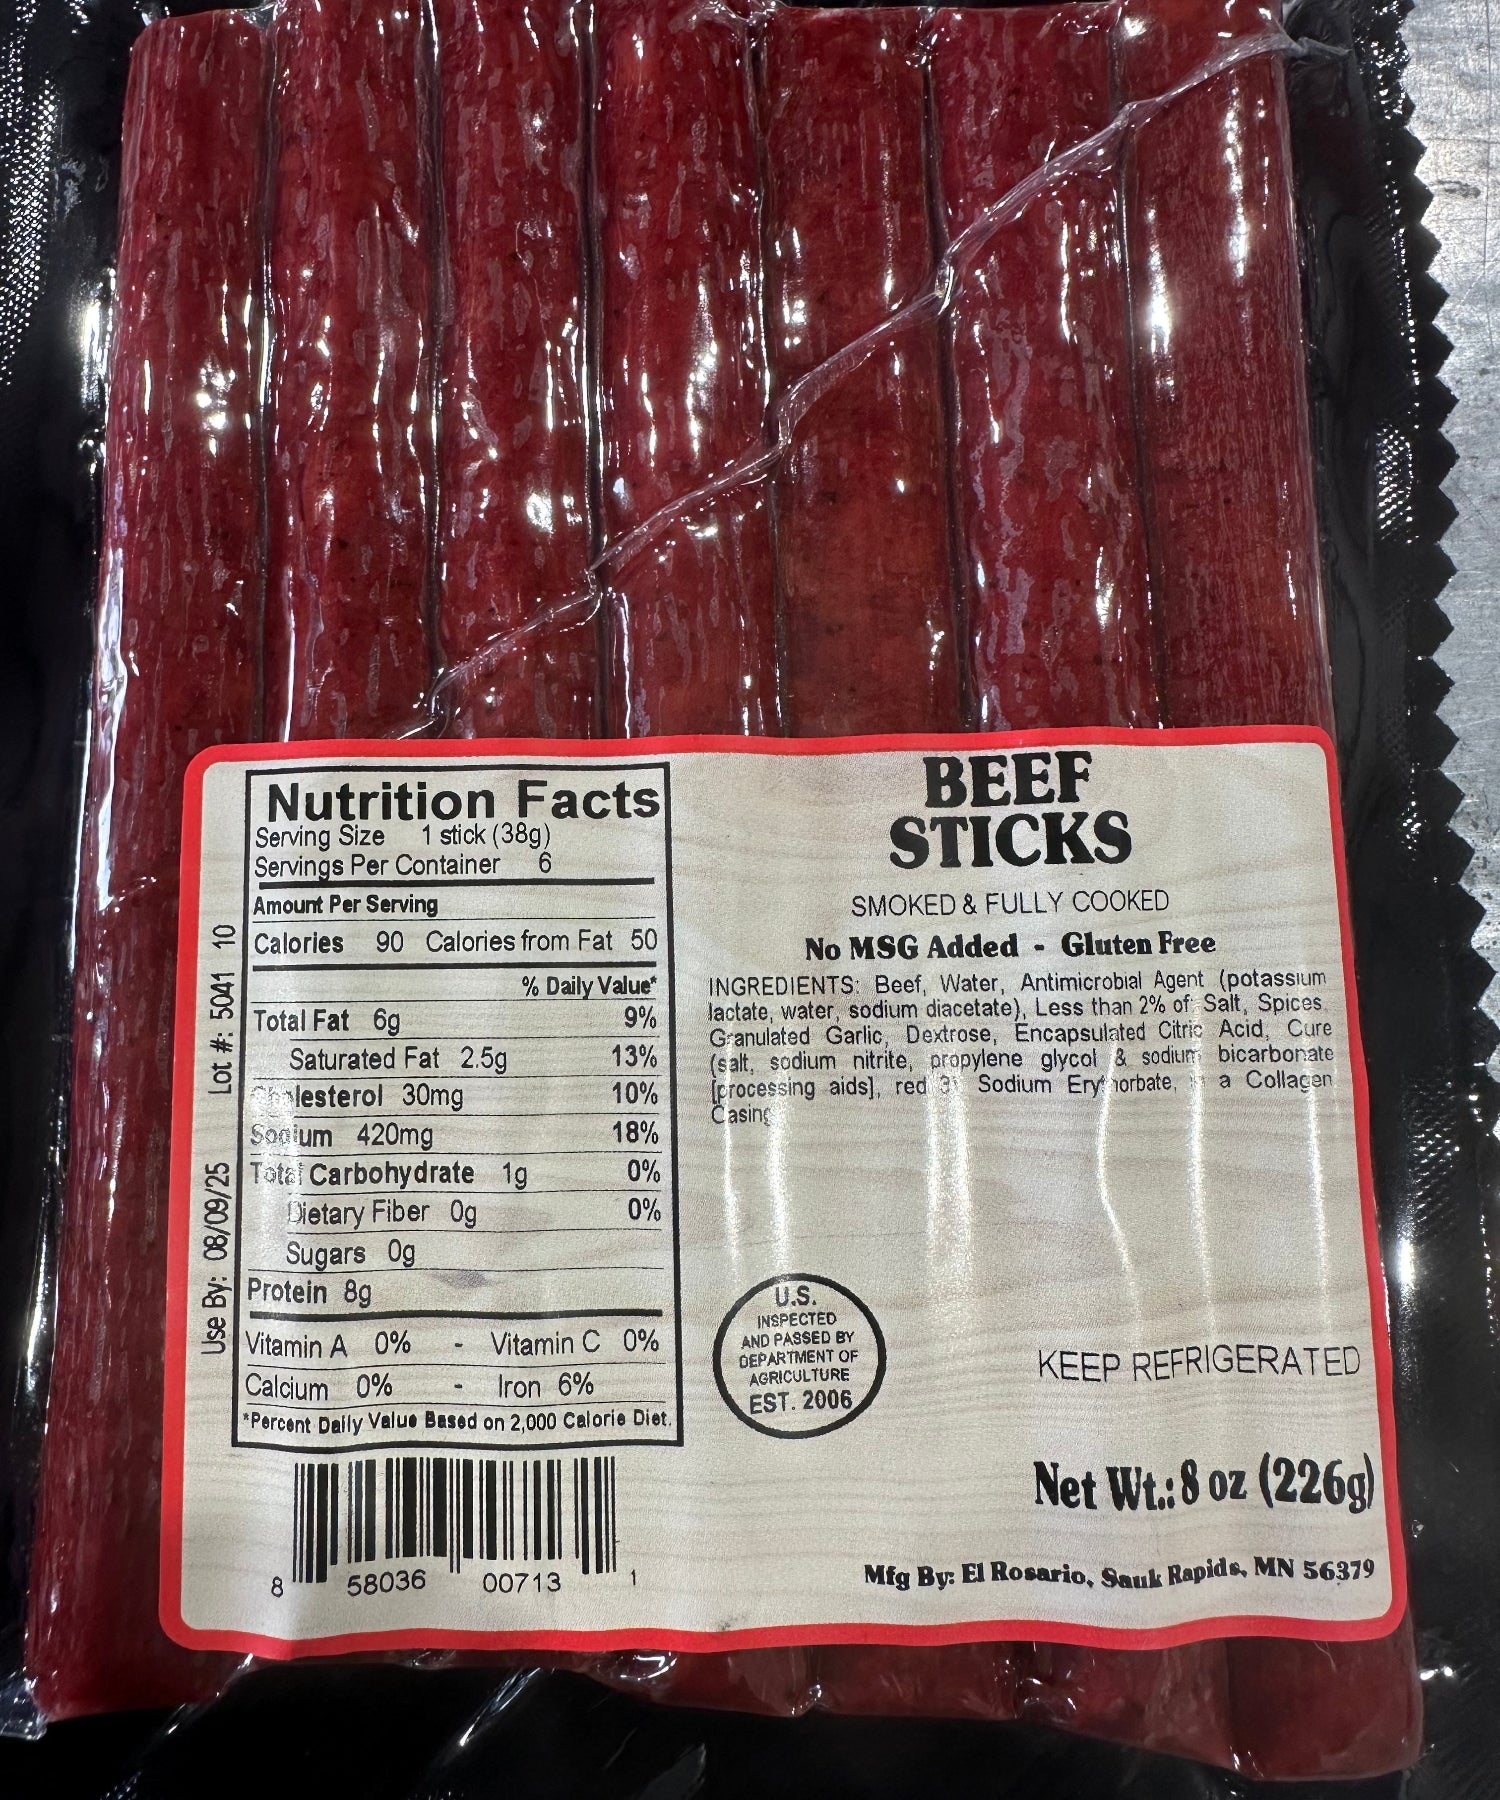 Nutrition Facts
Serving Size 1 stick (38g)
Servings Per Container 6
Amount Per Serving
Calories 90 Calories from Fat 50
% Daily Value*
Total Fat 6g 9%
Saturated Fat 2.5g 13%
Cholesterol 30mg 10%
Sodium 420mg 18%
Total Carbohydrate 1g 0%
Dietary Fiber 0g 0%
Sugars 0g
Protein 8g
Vitamin A 0% - Vitamin C 0%
Calcium 0% - Iron 6%
*Percent Daily Value Based on 2,000 Calorie Diet.
Use By: 08/09/25 Lot #: 5041 10
8 58036 00713 1
BEEF
STICKS
SMOKED & FULLY COOKED
No MSG Added - Gluten Free
INGREDIENTS: Beef, Water, Antimicrobial Agent (potassium
lactate, water, sodium diacetate), Less than 2% of: Salt, Spices,
Granulated Garlic, Dextrose, Encapsulated Citric Acid, Cure
(salt, sodium nitrite, propylene glycol & sodium bicarbonate
[processing aids], red 3) Sodium Erythorbate, a Collagen
Casing
U.S.
INSPECTED
AND PASSED BY
DEPARTMENT OF
AGRICULTURE
EST. 2006
KEEP REFRIGERATED
Net Wt.: 8 oz (226g)
Mfg By: El Rosario, Sauk Rapids, MN 56379